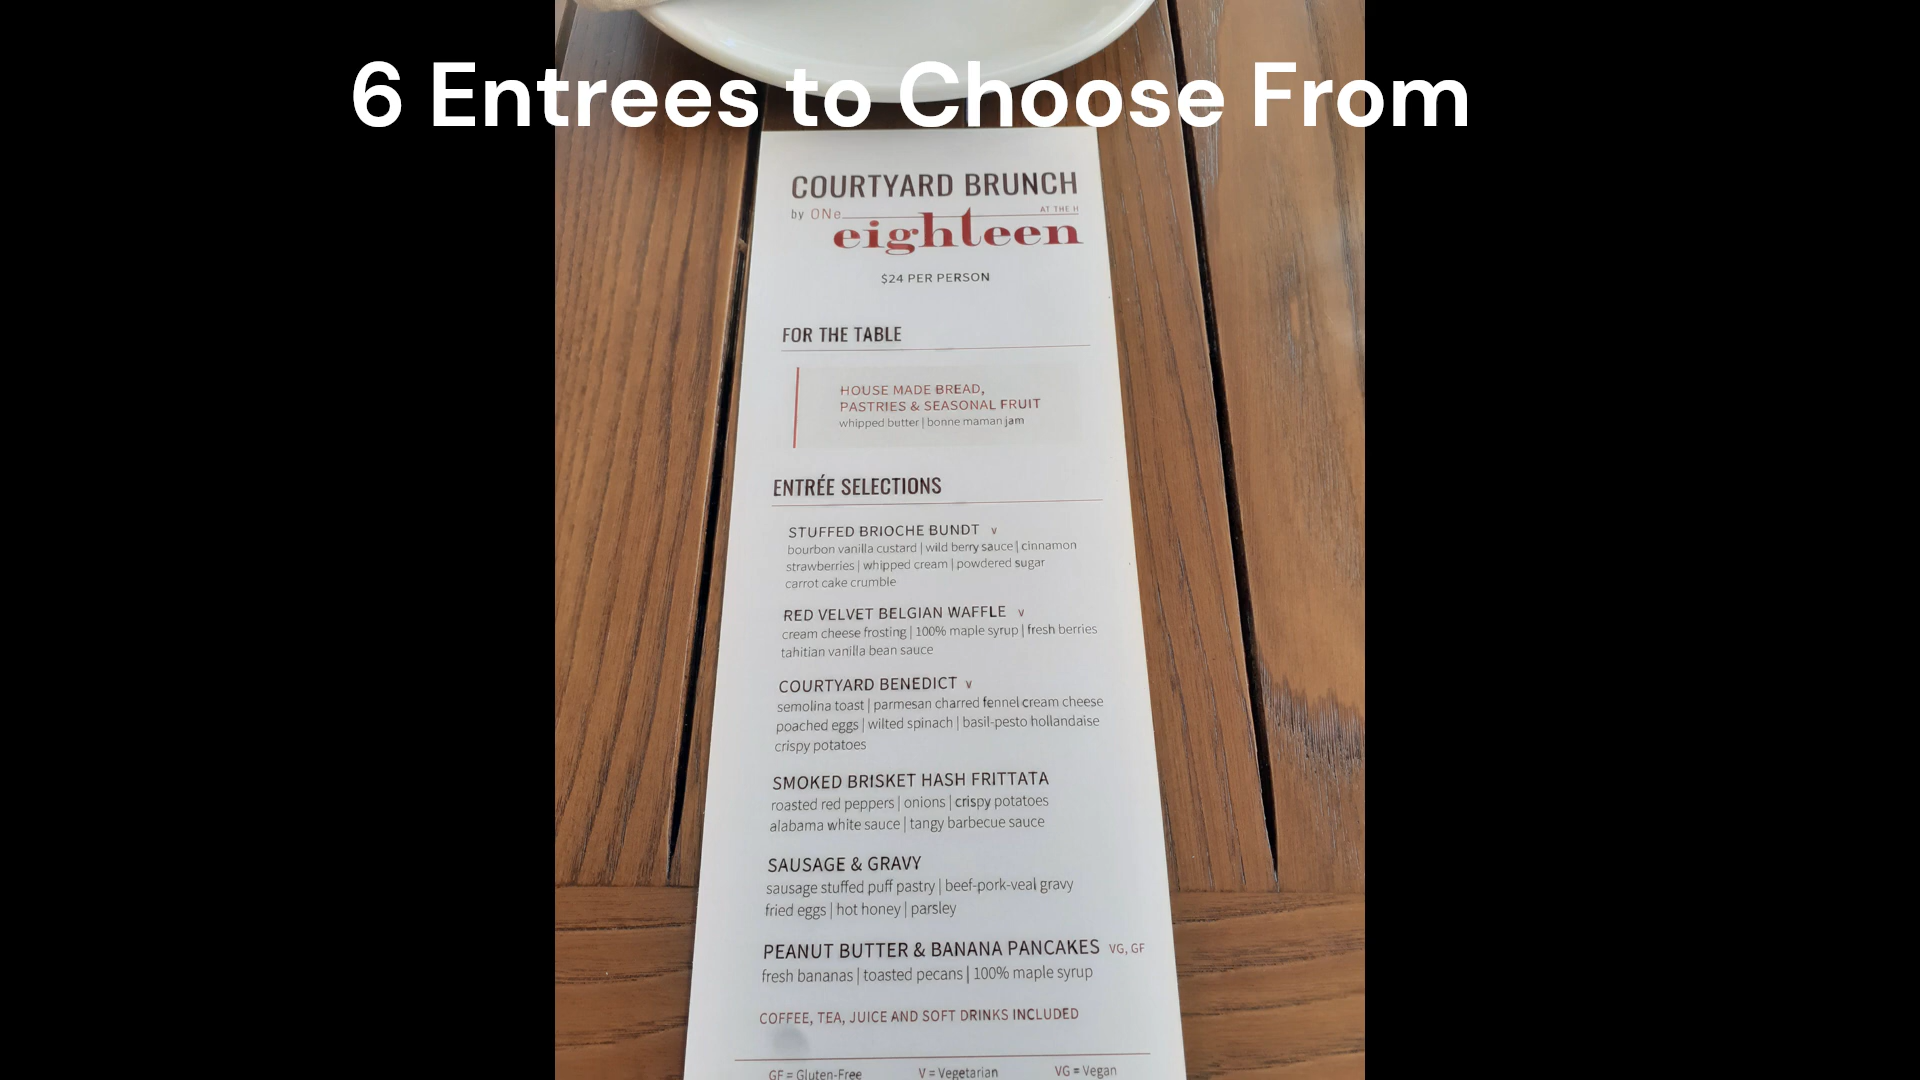 6 Entrees to Choose From
COURTYARD BRUNCH
by ONe
AT THE H
eighteen
$24 PER PERSON
FOR THE TABLE
HOUSE MADE BREAD,
PASTRIES & SEASONAL FRUIT
whipped butter | bonne maman jam
ENTRÉE SELECTIONS
STUFFED BRIOCHE BUNDT V
bourbon vanilla custard | wild berry sauce | cinnamon
strawberries | whipped cream | powdered sugar
carrot cake crumble
RED VELVET BELGIAN WAFFLE V
cream cheese frosting | 100% maple syrup | fresh berries
tahitian vanilla bean sauce
COURTYARD BENEDICT V
semolina toast | parmesan charred fennel cream cheese
poached eggs | wilted spinach | basil-pesto hollandaise
crispy potatoes
SMOKED BRISKET HASH FRITTATA
roasted red peppers | onions | crispy potatoes
alabama white sauce | tangy barbecue sauce
SAUSAGE & GRAVY
sausage stuffed puff pastry | beef-pork-veal gravy
fried eggs | hot honey | parsley
PEANUT BUTTER & BANANA PANCAKES VG, GF
fresh bananas | toasted pecans | 100% maple syrup
COFFEE, TEA, JUICE AND SOFT DRINKS INCLUDED
GF = Gluten-Free V = Vegetarian VG = Vegan